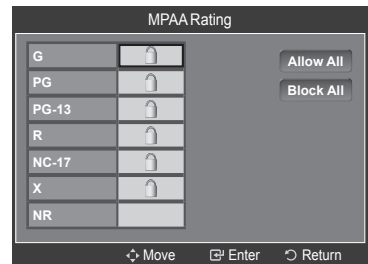 MPAA Rating
G
Allow All
PG
Block All
PG-13
R
NC-17
X
NR
Move Enter Return